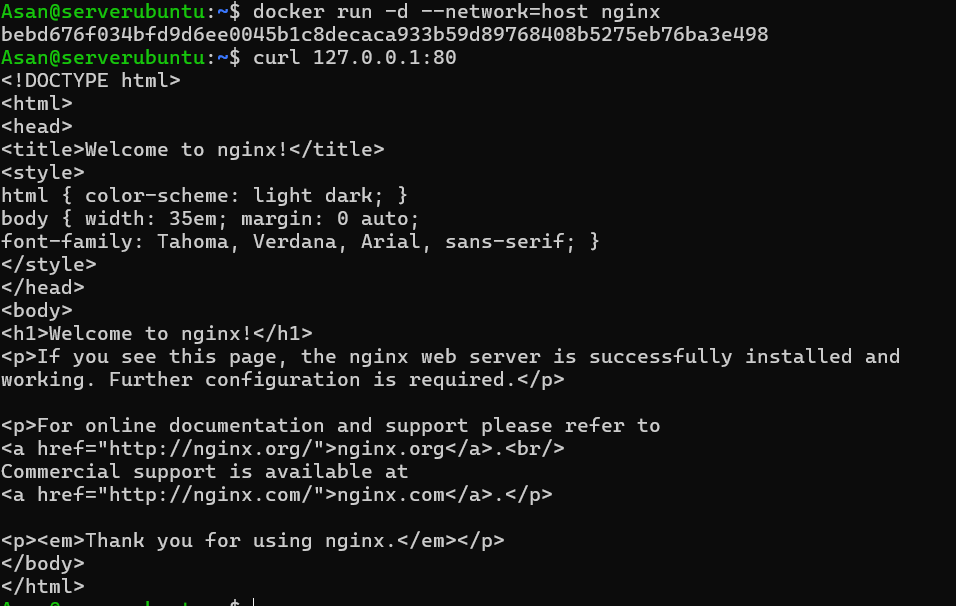 Asan@serverubuntu:~$ docker run -d --network=host nginx
bebd676f034bfd9d6ee0045b1c8decaca933b59d89768408b5275eb76ba3e498
Asan@serverubuntu:~$ curl 127.0.0.1:80
<!DOCTYPE html>
<html>
<head>
<title>Welcome to nginx!</title>
<style>
html { color-scheme: light dark; }
body { width: 35em; margin: 0 auto;
font-family: Tahoma, Verdana, Arial, sans-serif; }
</style>
</head>
<body>
<h1>Welcome to nginx!</h1>
<p>If you see this page, the nginx web server is successfully installed and
working. Further configuration is required.</p>

<p>For online documentation and support please refer to
<a href="http://nginx.org/">nginx.org</a>.<br/>
Commercial support is available at
<a href="http://nginx.com/">nginx.com</a>.</p>

<p><em>Thank you for using nginx.</em></p>
</body>
</html>
Asan@serverubuntu:~$